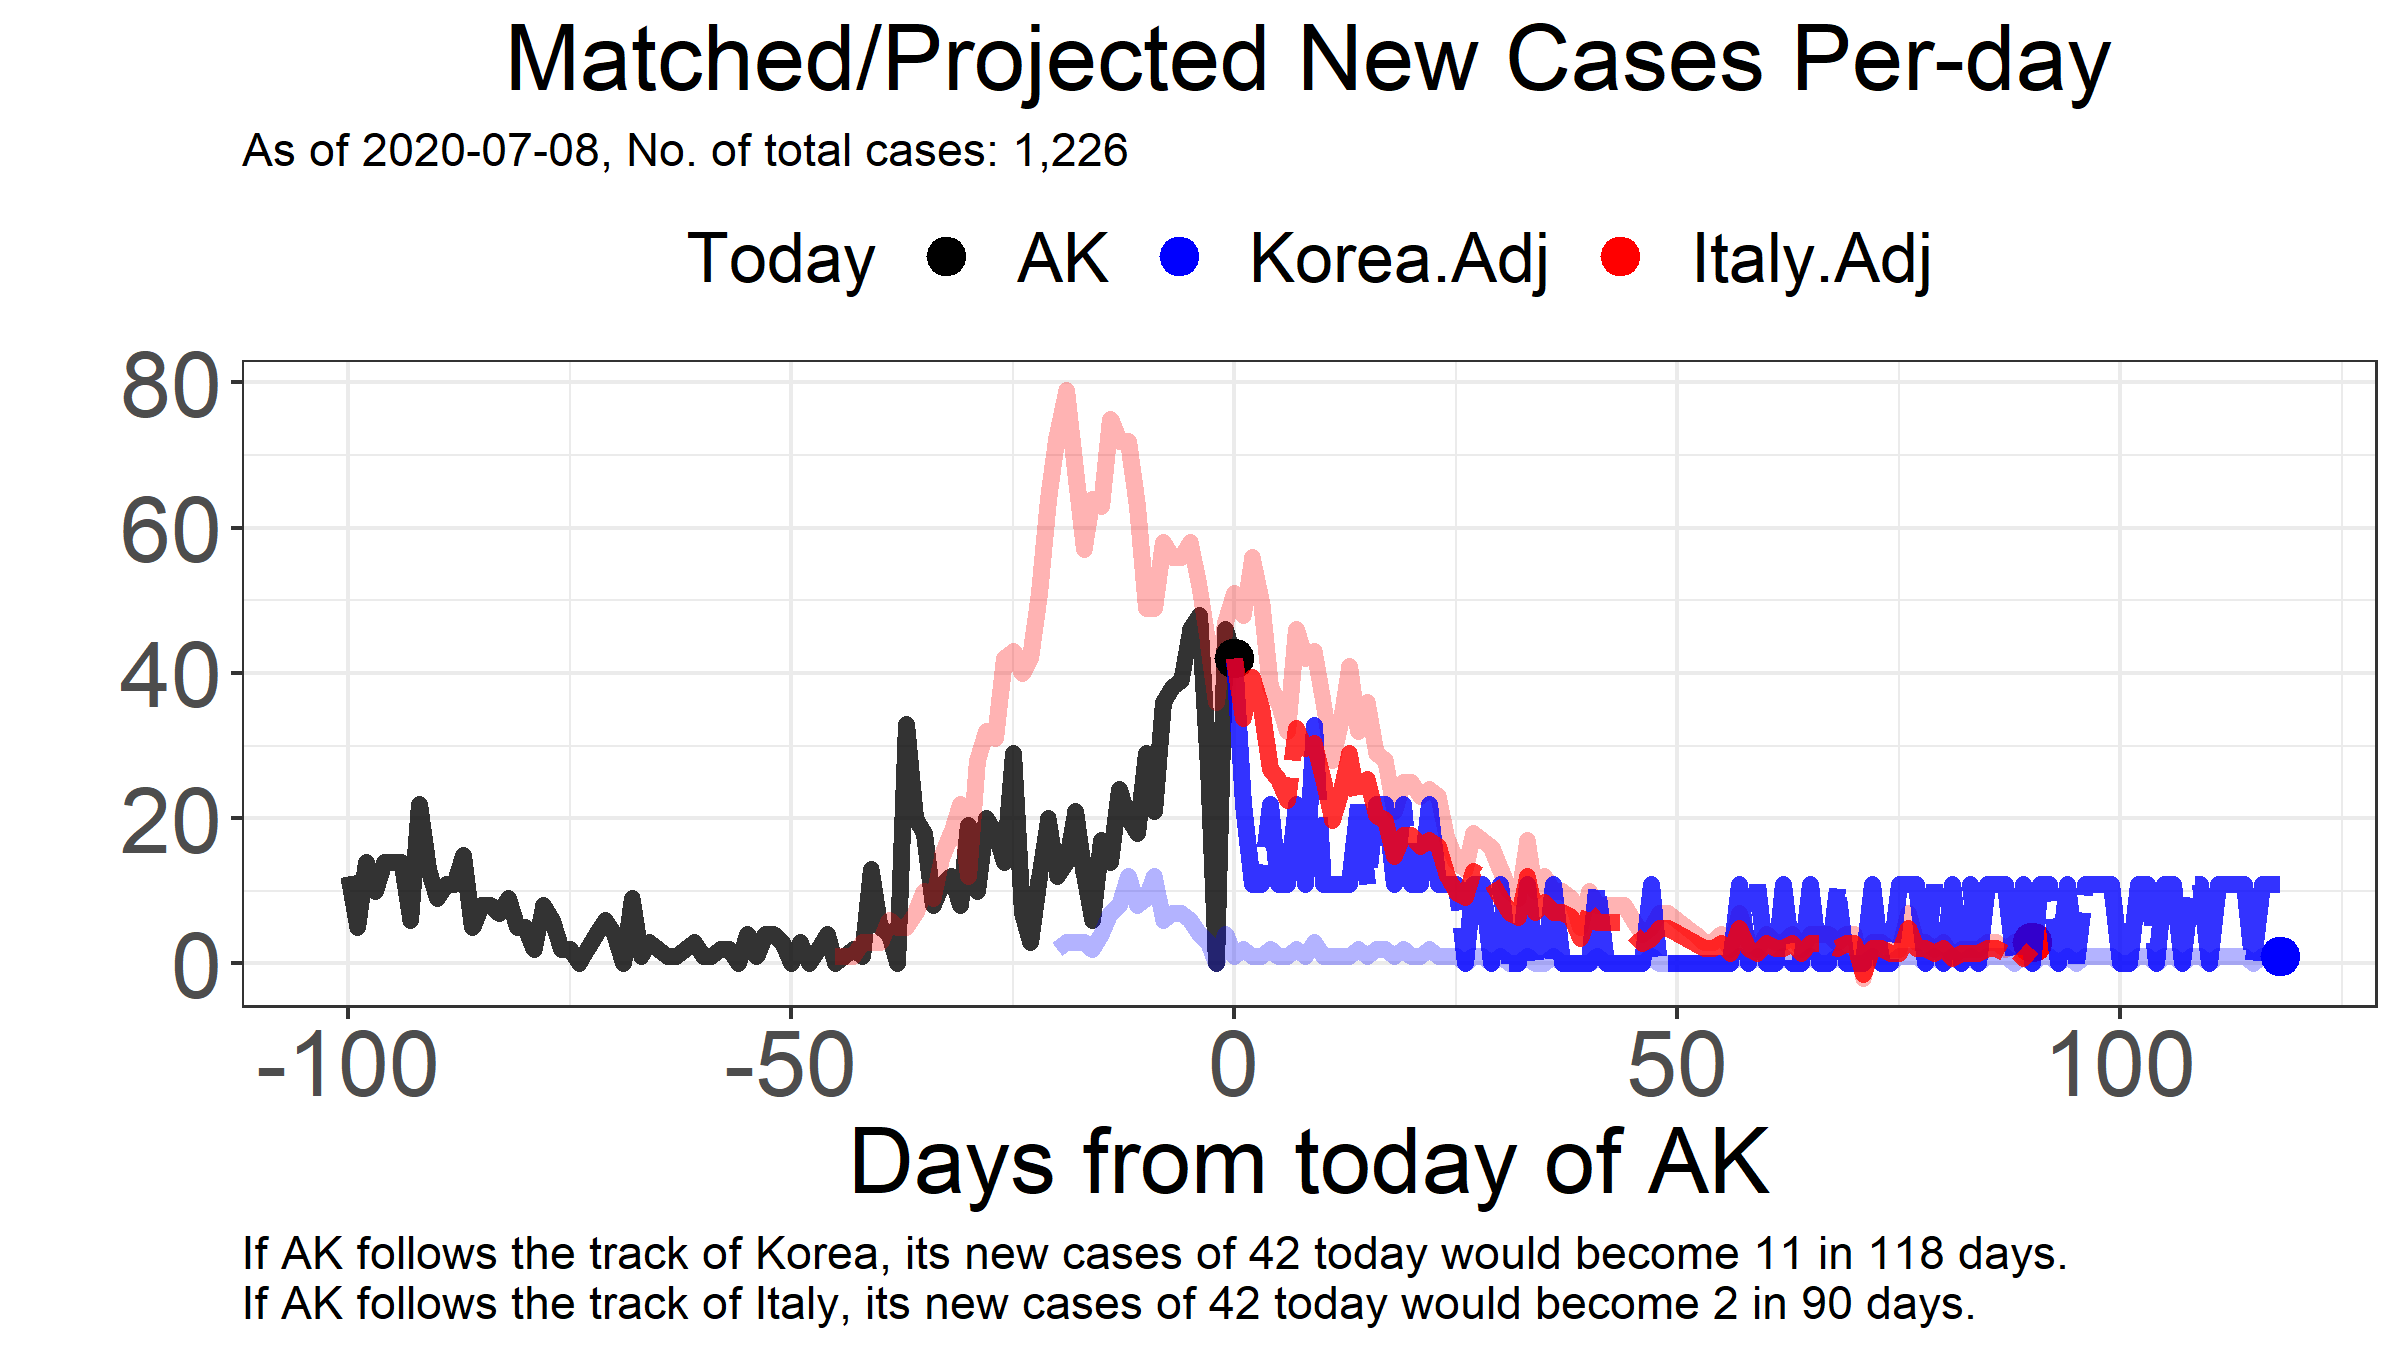 Matched/Projected New Cases Per-day
As of 2020-07-08, No. of total cases: 1,226
Today AK Korea.Adj Italy.Adj
80
60
40
20
0
-100 -50 0 50 100
Days from today of AK
If AK follows the track of Korea, its new cases of 42 today would become 11 in 118 days.
If AK follows the track of Italy, its new cases of 42 today would become 2 in 90 days.